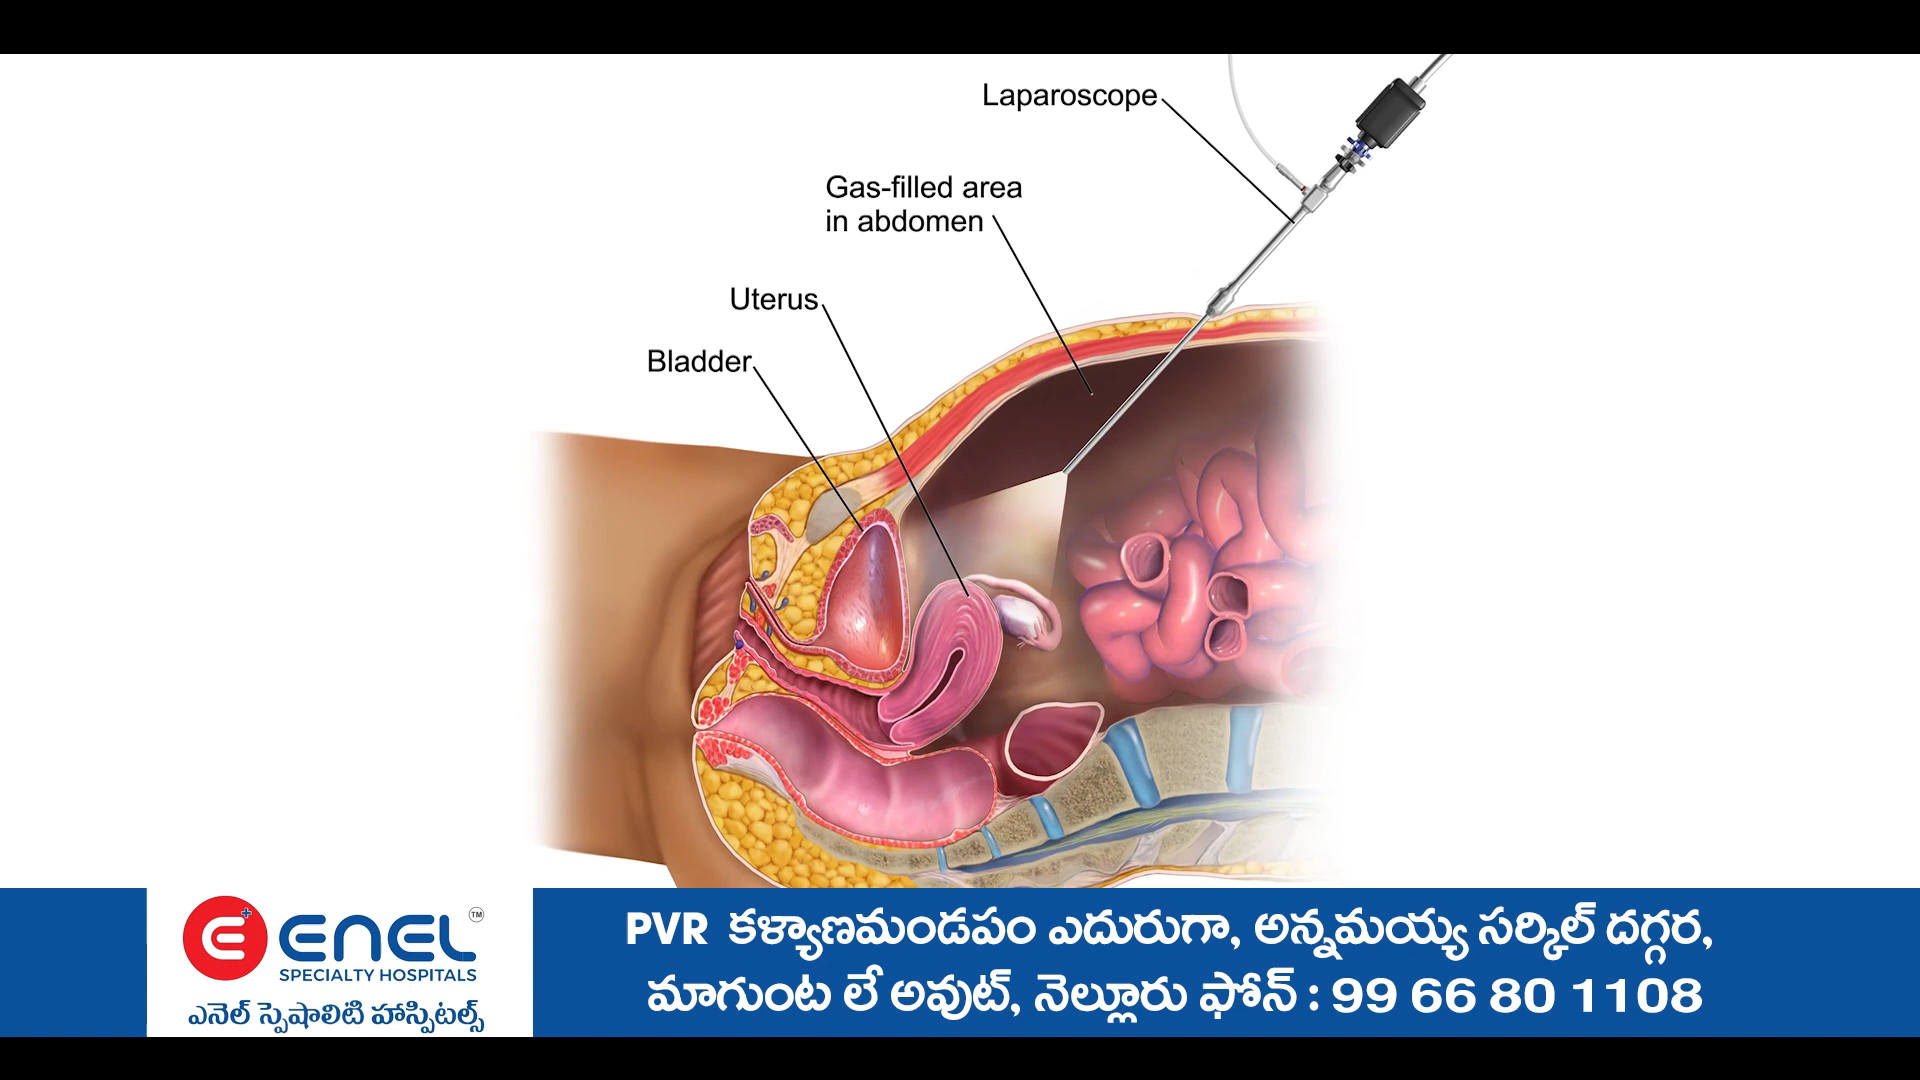 Laparoscope
Gas-filled area
in abdomen
Uterus
Bladder
ENEL TM
SPECIALTY HOSPITALS
ఎనెల్ స్పెషాలిటి హాస్పిటల్స్
PVR కళ్యాణమండపం ఎదురుగా, అన్నమయ్య సర్కిల్ దగ్గర,
మాగుంట లే అవుట్, నెల్లూరు ఫోన్ : 99 66 80 1108